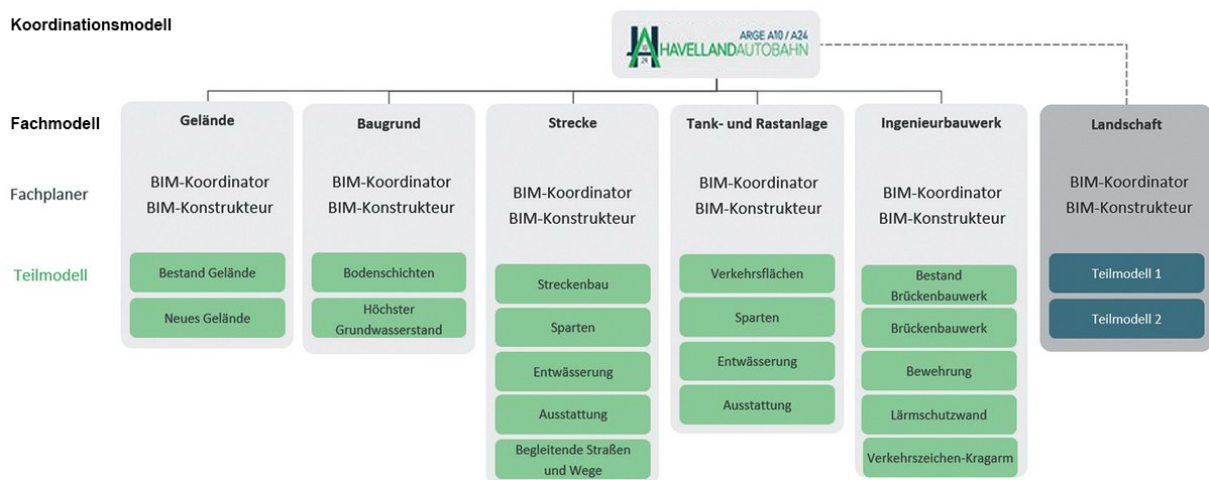 Koordinationsmodell
ARGE A10 / A24
HAVELLANDAUTOBAHN
10
24
Fachmodell
Gelände
Baugrund
Strecke
Tank- und Rastanlage
Ingenieurbauwerk
Landschaft
Fachplaner
BIM-Koordinator
BIM-Konstrukteur
BIM-Koordinator
BIM-Konstrukteur
BIM-Koordinator
BIM-Konstrukteur
BIM-Koordinator
BIM-Konstrukteur
BIM-Koordinator
BIM-Konstrukteur
BIM-Koordinator
BIM-Konstrukteur
Teilmodell
Bestand Gelände
Neues Gelände
Bodenschichten
Höchster
Grundwasserstand
Streckenbau
Sparten
Entwässerung
Ausstattung
Begleitende Straßen
und Wege
Verkehrsflächen
Sparten
Entwässerung
Ausstattung
Bestand
Brückenbauwerk
Brückenbauwerk
Bewehrung
Lärmschutzwand
Verkehrszeichen-Kragarm
Teilmodell 1
Teilmodell 2